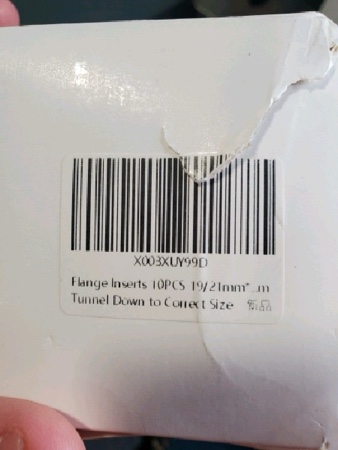 X003XUY99D
Flange Inserts 10PCS 19/21mm*...m
Tunnel Down to Correct Size